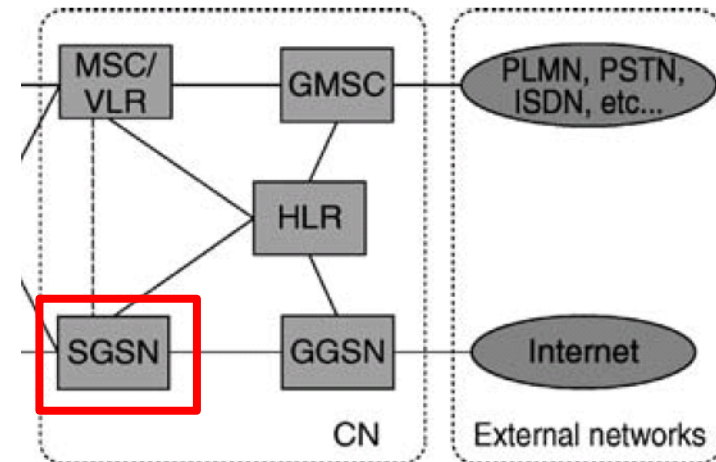 MSC/
VLR
GMSC
PLMN, PSTN,
ISDN, etc...
HLR
SGSN
GGSN
Internet
CN
External networks